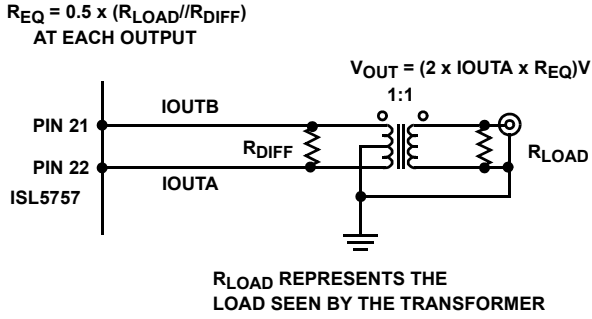 REQ = 0.5 x (RLOAD//RDIFF)
AT EACH OUTPUT
VOUT = (2 x IOUTA x REQ)V
1:1
IOUTB
PIN 21
RDIFF
RLOAD
PIN 22
IOUTA
ISL5757
RLOAD REPRESENTS THE
LOAD SEEN BY THE TRANSFORMER